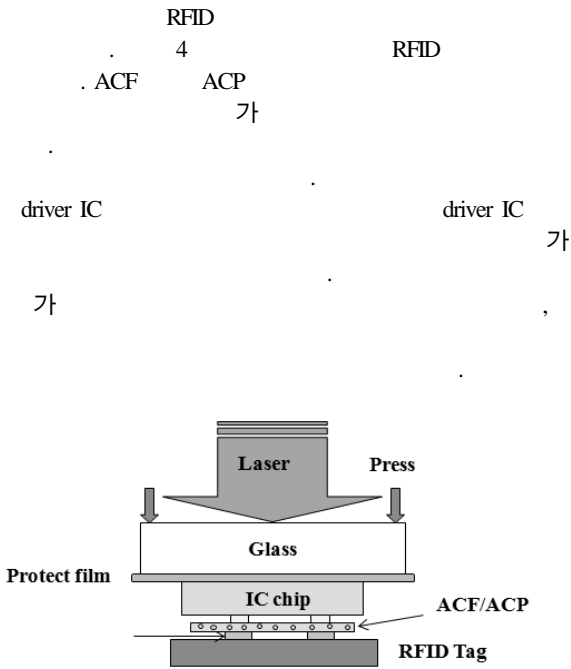 RFID
. 4 RFID
. ACF ACP
가
.
.
driver IC driver IC
가
.
가 ,
.
Laser
Press
Glass
Protect film
IC chip
ACF/ACP
RFID Tag